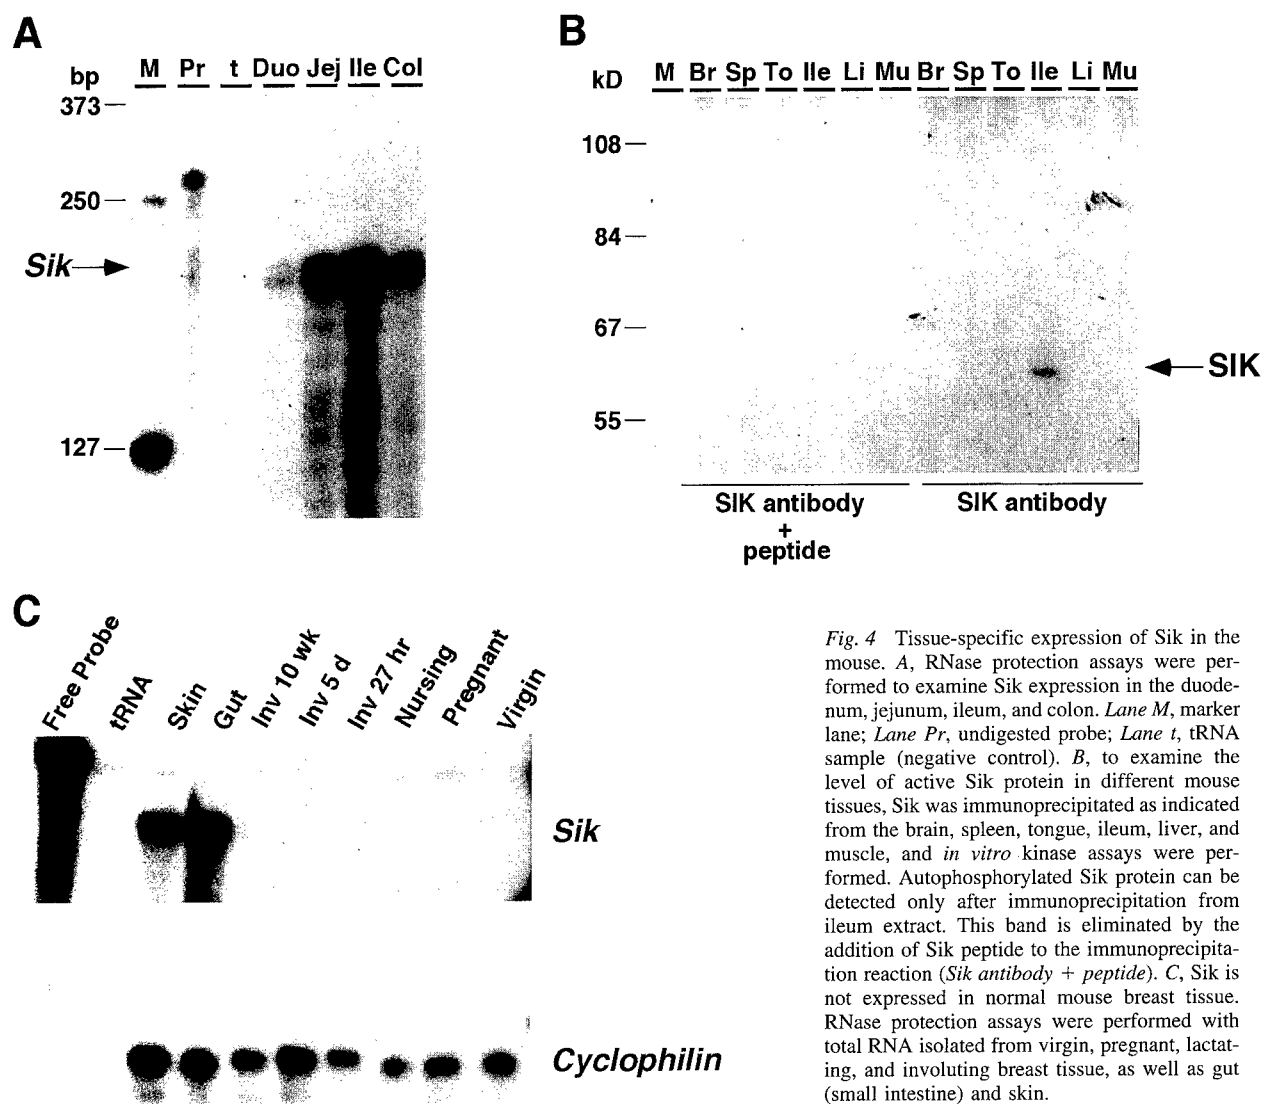 A
bp M Pr t Duo Jej Ile Col
373
250
Sik
127
B
kD M Br Sp To Ile Li Mu Br Sp To Ile Li Mu
108
84
67
SIK
55
SIK antibody
+
peptide
SIK antibody
C
Free Probe
tRNA
Skin
Gut
Inv 10 wk
Inv 5 d
Inv 27 hr
Nursing
Pregnant
Virgin
Sik
Cyclophilin
Fig. 4 Tissue-specific expression of Sik in the
mouse. A, RNase protection assays were per-
formed to examine Sik expression in the duode-
num, jejunum, ileum, and colon. Lane M, marker
lane; Lane Pr, undigested probe; Lane t, tRNA
sample (negative control). B, to examine the
level of active Sik protein in different mouse
tissues, Sik was immunoprecipitated as indicated
from the brain, spleen, tongue, ileum, liver, and
muscle, and in vitro kinase assays were per-
formed. Autophosphorylated Sik protein can be
detected only after immunoprecipitation from
ileum extract. This band is eliminated by the
addition of Sik peptide to the immunoprecipita-
tion reaction (Sik antibody + peptide). C, Sik is
not expressed in normal mouse breast tissue.
RNase protection assays were performed with
total RNA isolated from virgin, pregnant, lactat-
ing, and involuting breast tissue, as well as gut
(small intestine) and skin.